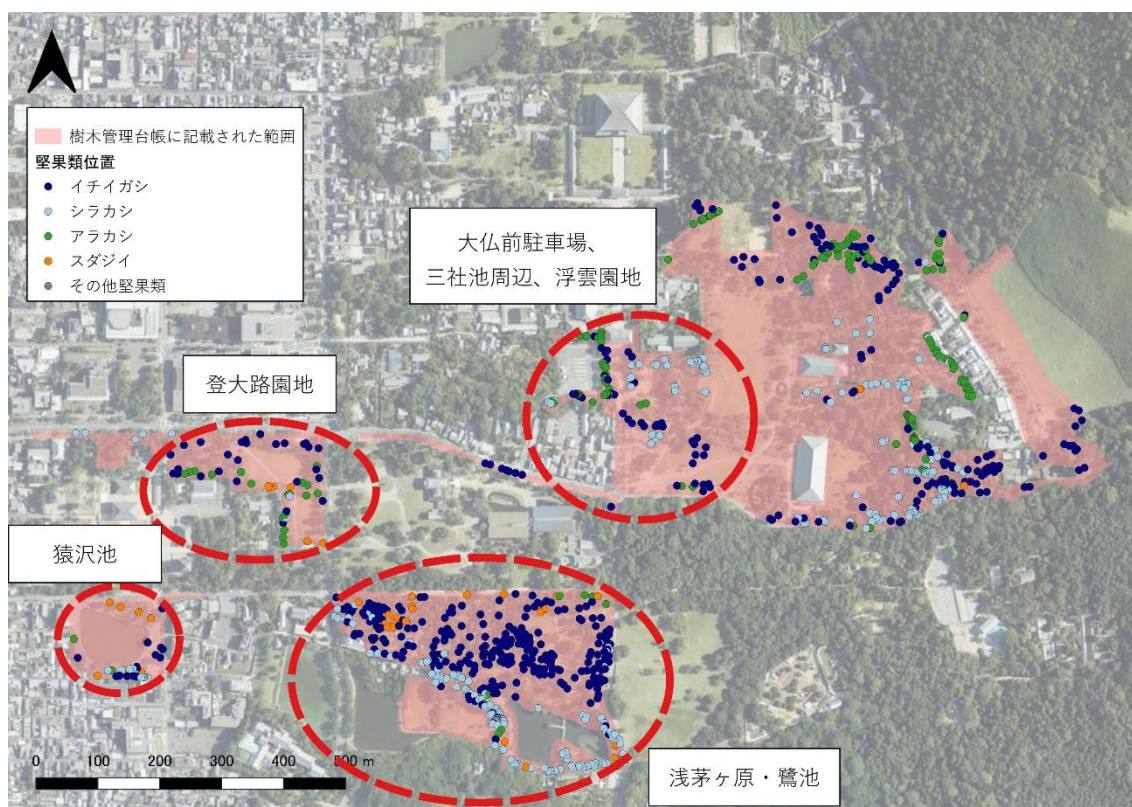 樹木管理台帳に記載された範囲
堅果類位置
イチイガシ
シラカシ
アラカシ
スダジイ
その他堅果類
大仏前駐車場、
三社池周辺、浮雲園地
登大路園地
猿沢池
浅茅ヶ原・鷺池
0 100 200 300 400 500 m